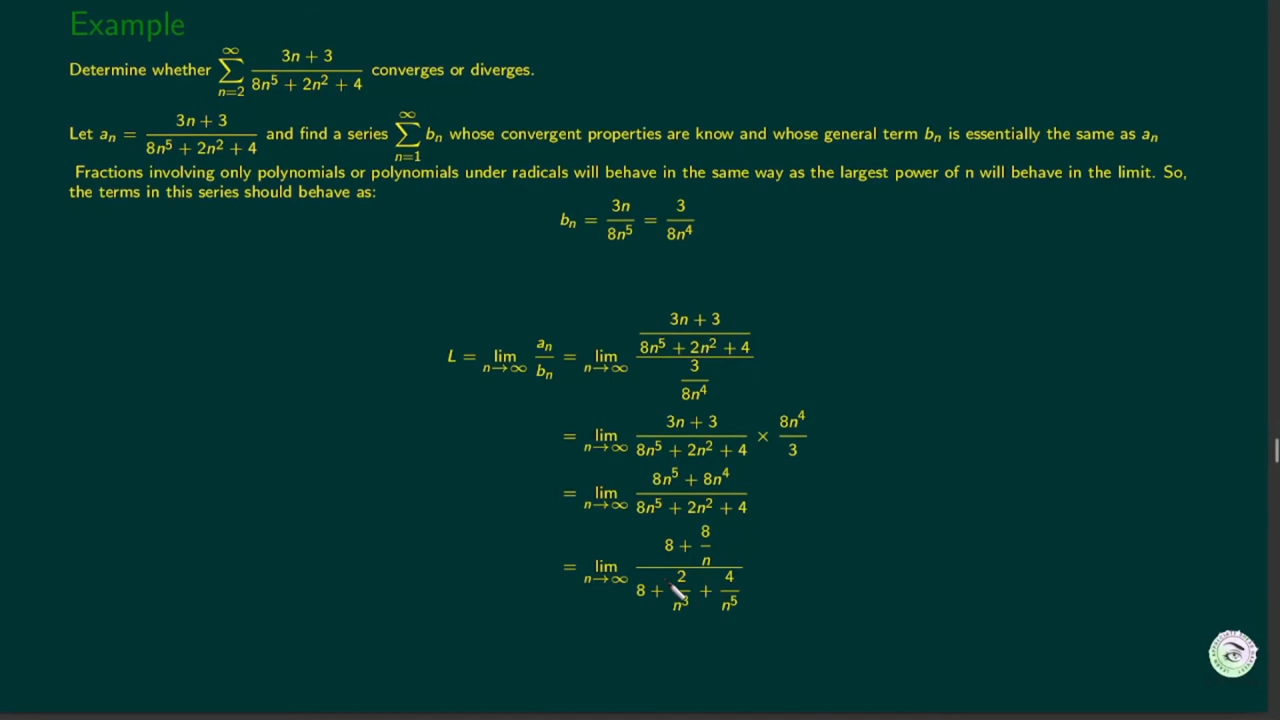 Example
Determine whether ∑_{n=2}^{∞} (3n + 3)/(8n^5 + 2n^2 + 4) converges or diverges.
Let a_n = (3n + 3)/(8n^5 + 2n^2 + 4) and find a series ∑_{n=1}^{∞} b_n whose convergent properties are know and whose general term b_n is essentially the same as a_n
Fractions involving only polynomials or polynomials under radicals will behave in the same way as the largest power of n will behave in the limit. So,
the terms in this series should behave as:
b_n = 3n/(8n^5) = 3/(8n^4)
L = lim_{n→∞} a_n/b_n = lim_{n→∞} ((3n + 3)/(8n^5 + 2n^2 + 4))/(3/(8n^4))
= lim_{n→∞} (3n + 3)/(8n^5 + 2n^2 + 4) × (8n^4)/3
= lim_{n→∞} (8n^5 + 8n^4)/(8n^5 + 2n^2 + 4)
= lim_{n→∞} (8 + 8/n)/(8 + 2/n^3 + 4/n^5)